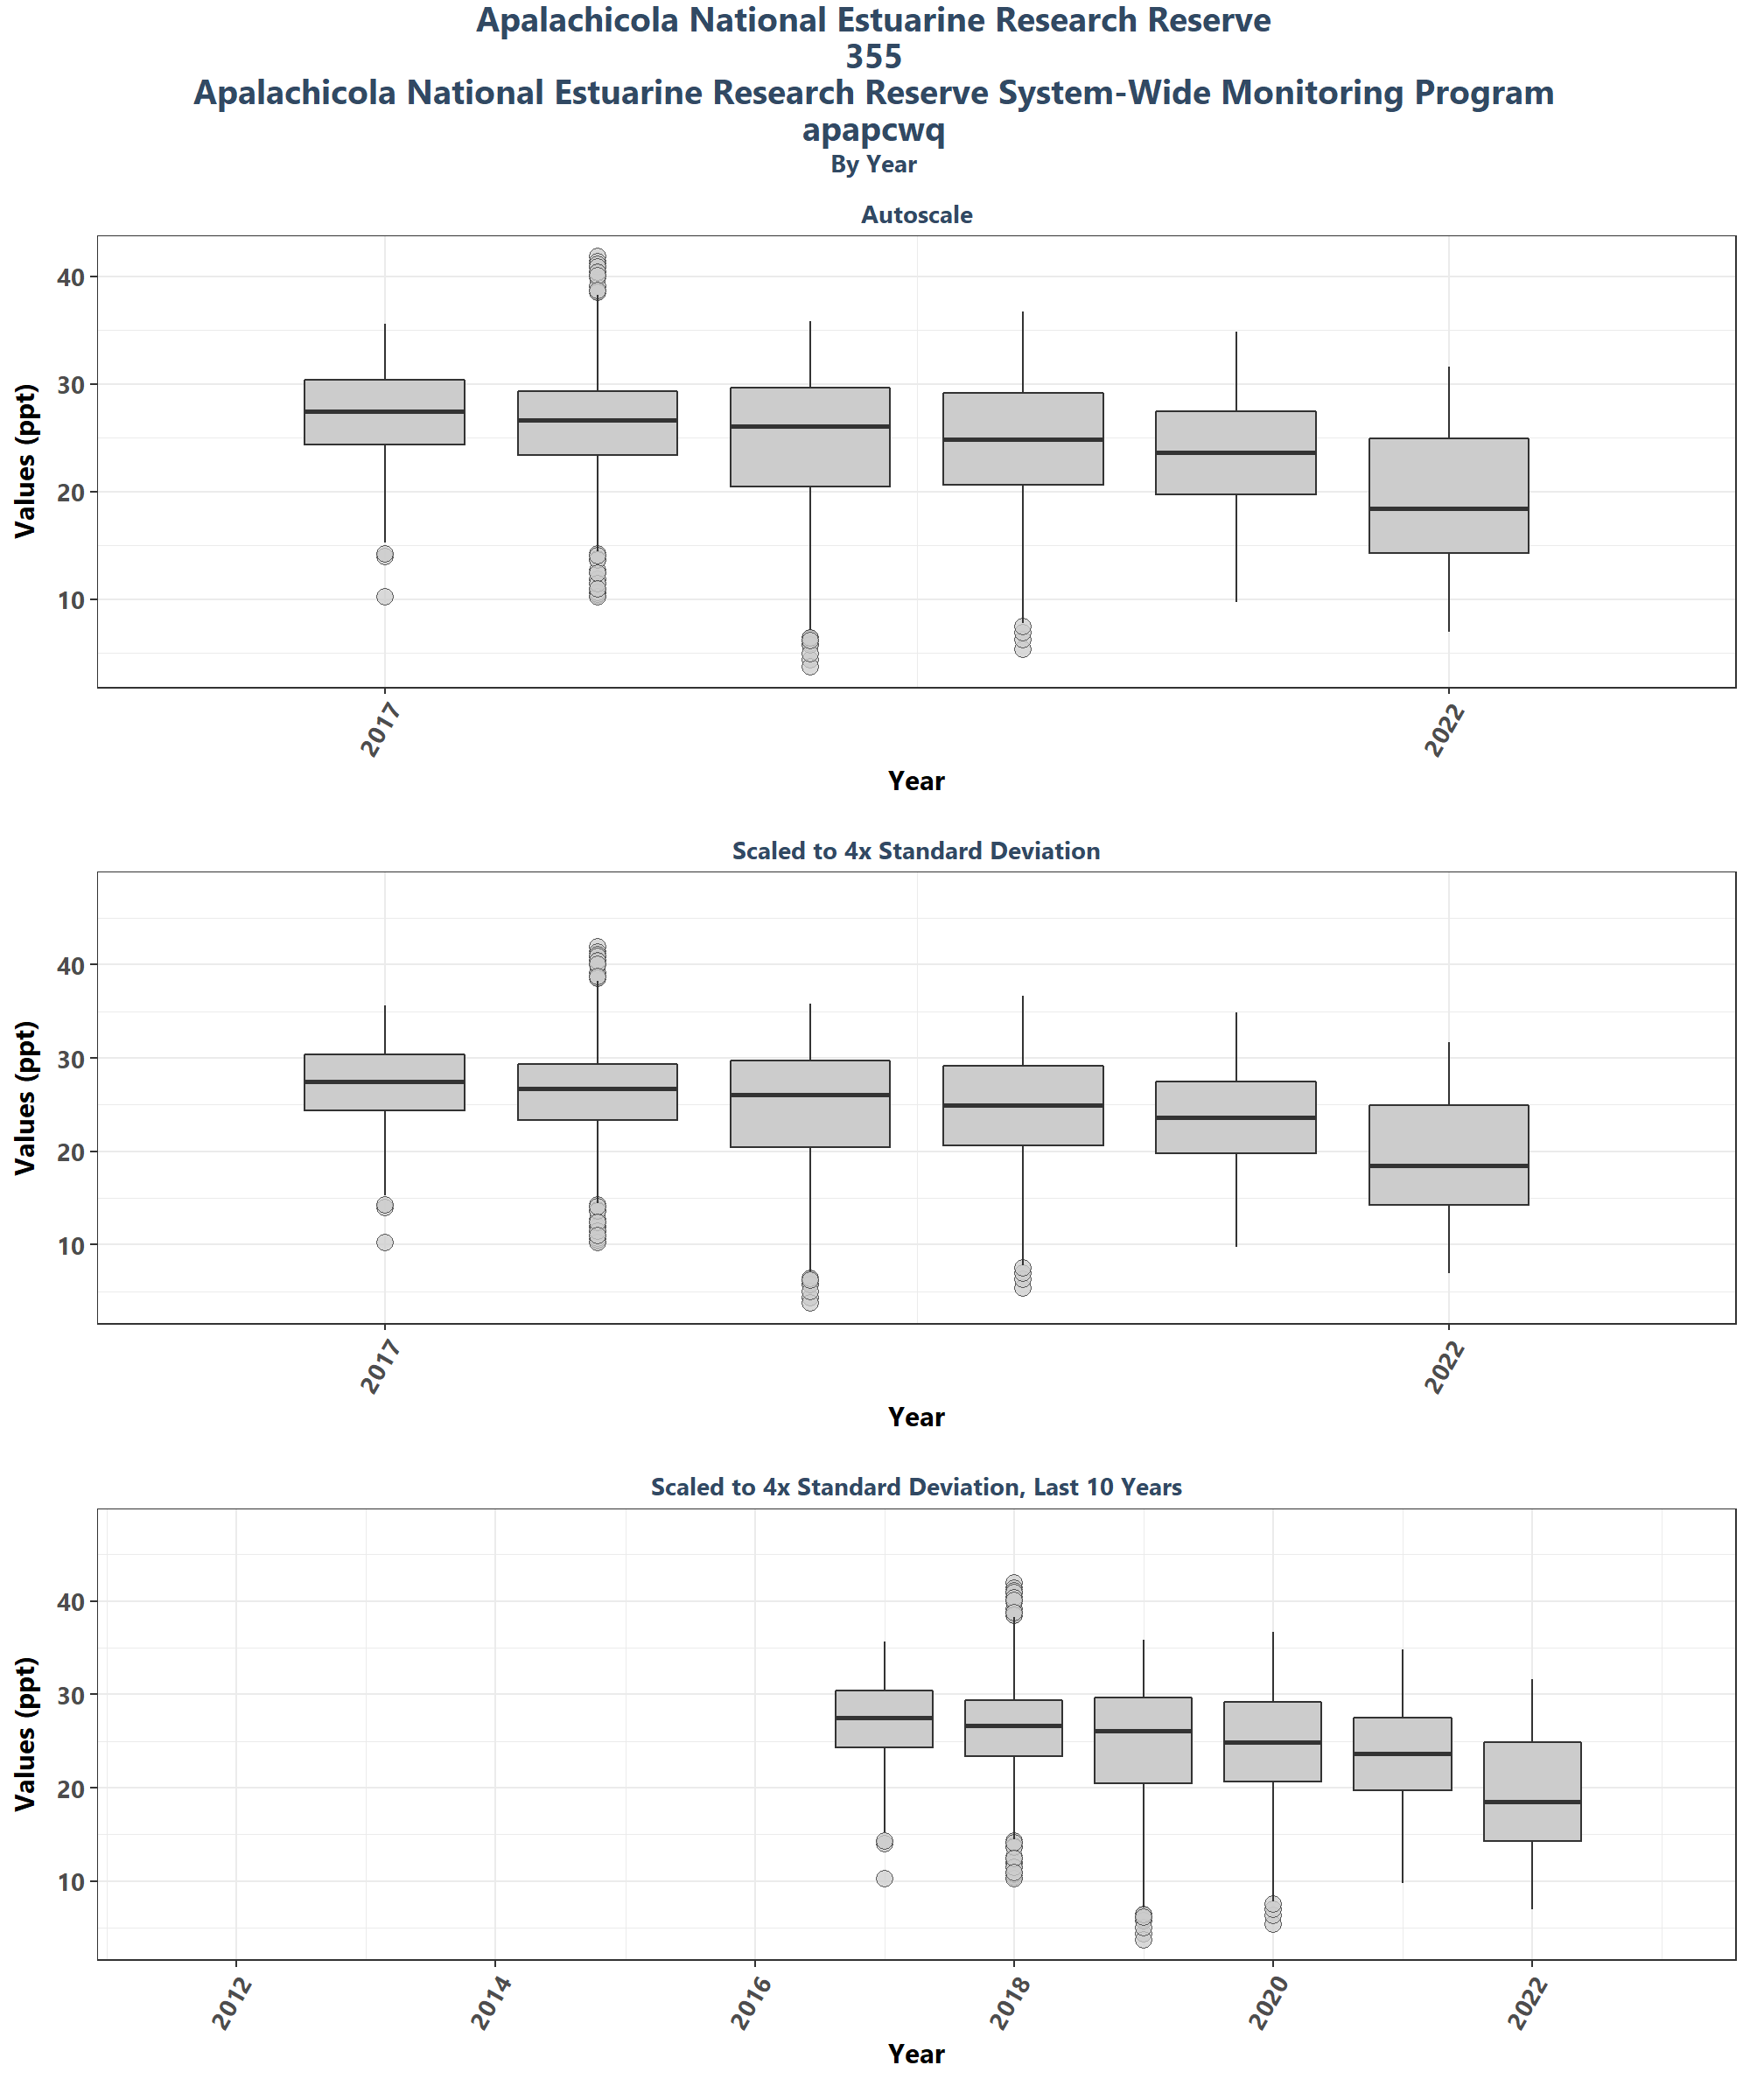 Apalachicola National Estuarine Research Reserve
355
Apalachicola National Estuarine Research Reserve System-Wide Monitoring Program
apapcwq
By Year
Autoscale
Values (ppt)
40
30
20
10
2017
2022
Year
Scaled to 4x Standard Deviation
Values (ppt)
40
30
20
10
2017
2022
Year
Scaled to 4x Standard Deviation, Last 10 Years
Values (ppt)
40
30
20
10
2012
2014
2016
2018
2020
2022
Year